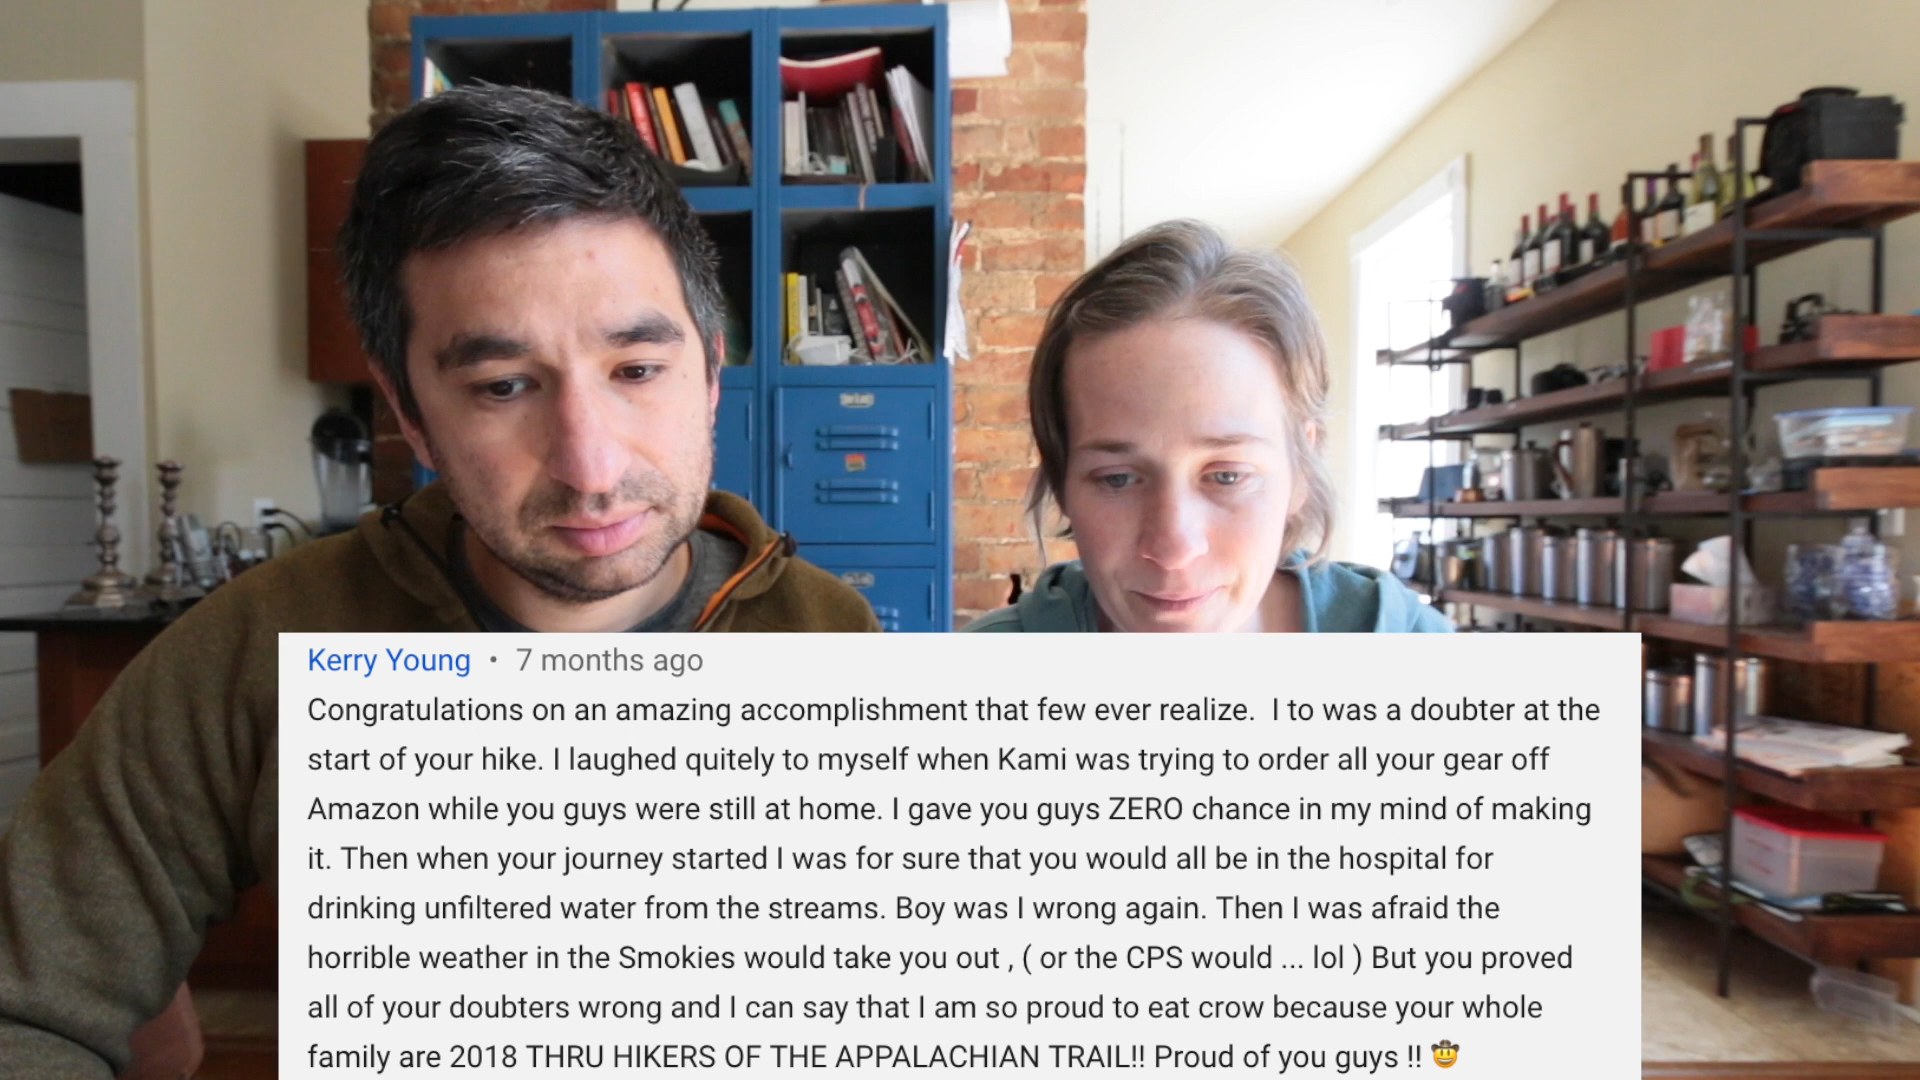 Kerry Young • 7 months ago
Congratulations on an amazing accomplishment that few ever realize.  I to was a doubter at the
start of your hike. I laughed quitely to myself when Kami was trying to order all your gear off
Amazon while you guys were still at home. I gave you guys ZERO chance in my mind of making
it. Then when your journey started I was for sure that you would all be in the hospital for
drinking unfiltered water from the streams. Boy was I wrong again. Then I was afraid the
horrible weather in the Smokies would take you out , ( or the CPS would ... lol ) But you proved
all of your doubters wrong and I can say that I am so proud to eat crow because your whole
family are 2018 THRU HIKERS OF THE APPALACHIAN TRAIL!! Proud of you guys !! 🤠